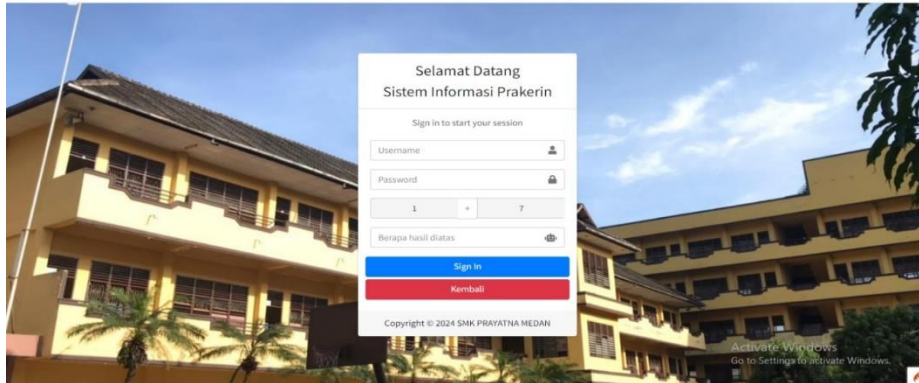 Selamat Datang
Sistem Informasi Prakerin
Sign in to start your session
Username
Password
1 + 7
Berapa hasil diatas
Sign In
Kembali
Copyright © 2024 SMK PRAYATNA MEDAN
Activate Windows
Go to Settings to activate Windows.